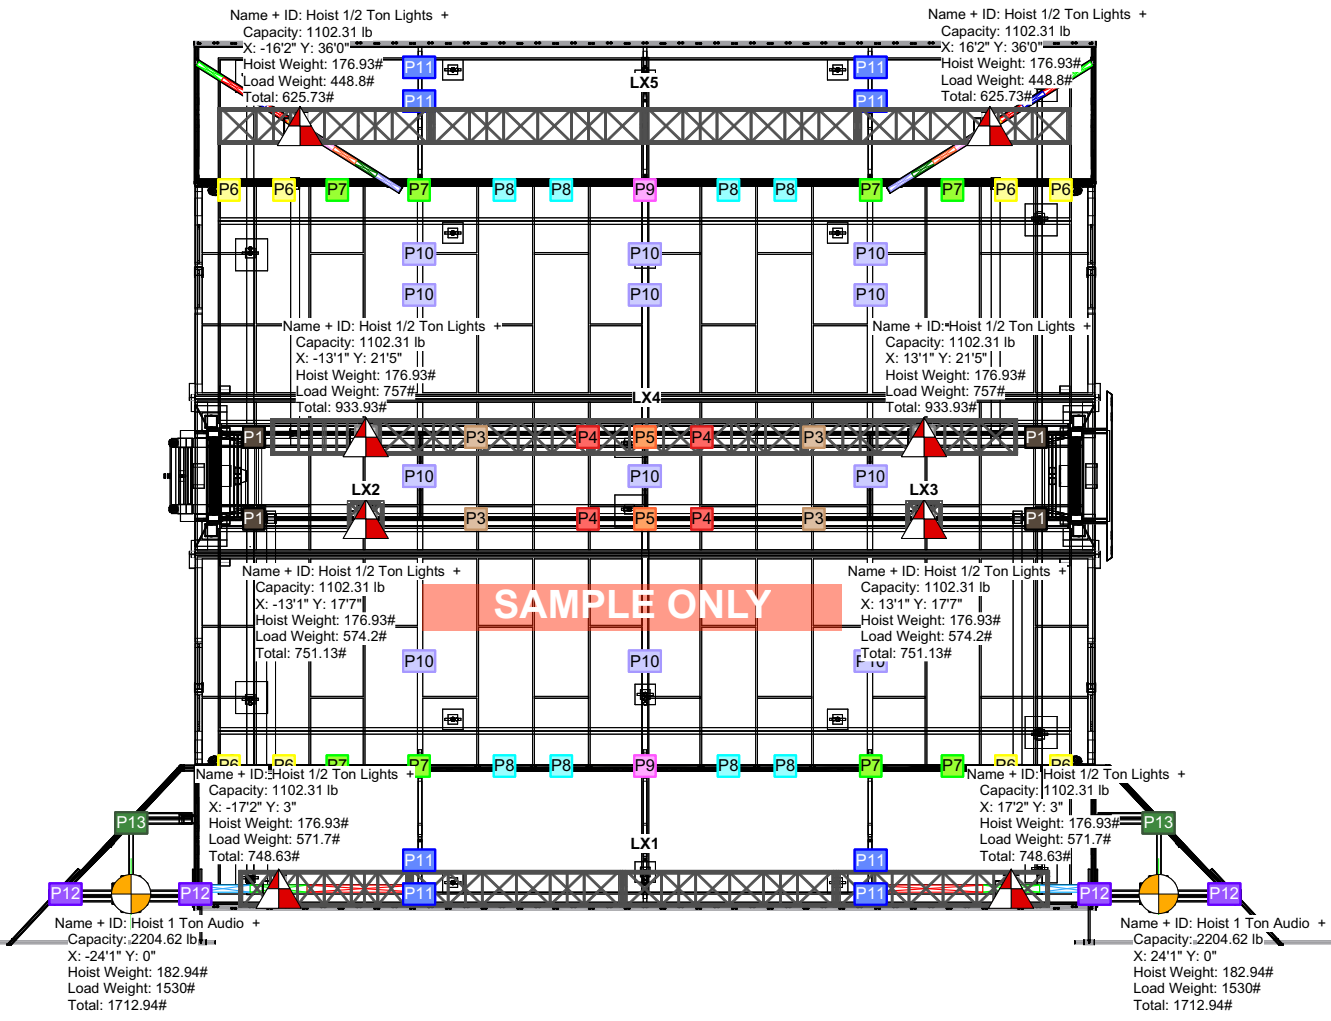 Name + ID: Hoist 1/2 Ton Lights +
Capacity: 1102.31 lb
X: -16'2" Y: 36'0"
Hoist Weight: 176.93#
Load Weight: 448.8#
Total: 625.73#
Name + ID: Hoist 1/2 Ton Lights +
Capacity: 1102.31 lb
X: 16'2" Y: 36'0"
Hoist Weight: 176.93#
Load Weight: 448.8#
Total: 625.73#
P11 LX5 P11
P11 P11
P6 P6 P7 P7 P8 P8 P9 P8 P8 P7 P7 P6 P6
P10 P10 P10
P10 P10 P10
Name + ID: Hoist 1/2 Ton Lights +
Capacity: 1102.31 lb
X: -13'1" Y: 21'5"
Hoist Weight: 176.93#
Load Weight: 757#
Total: 933.93#
Name + ID: Hoist 1/2 Ton Lights +
Capacity: 1102.31 lb
X: 13'1" Y: 21'5"
Hoist Weight: 176.93#
Load Weight: 757#
Total: 933.93#
LX4
P1 P3 P4 P5 P4 P3 P1
P10 P10 P10
LX2 LX3
P1 P3 P4 P5 P4 P3 P1
Name + ID: Hoist 1/2 Ton Lights +
Capacity: 1102.31 lb
X: -13'1" Y: 17'7"
Hoist Weight: 176.93#
Load Weight: 574.2#
Total: 751.13#
SAMPLE ONLY
Name + ID: Hoist 1/2 Ton Lights +
Capacity: 1102.31 lb
X: 13'1" Y: 17'7"
Hoist Weight: 176.93#
Load Weight: 574.2#
Total: 751.13#
P10 P10 P10
P6 P6 P7 P7 P8 P8 P9 P8 P8 P7 P7 P6 P6
Name + ID: Hoist 1/2 Ton Lights +
Capacity: 1102.31 lb
X: -17'2" Y: 3"
Hoist Weight: 176.93#
Load Weight: 571.7#
Total: 748.63#
Name + ID: Hoist 1/2 Ton Lights +
Capacity: 1102.31 lb
X: 17'2" Y: 3"
Hoist Weight: 176.93#
Load Weight: 571.7#
Total: 748.63#
P13 P13
LX1
P11 P11
P12 P12 P11 P11 P12 P12
Name + ID: Hoist 1 Ton Audio +
Capacity: 2204.62 lb
X: -24'1" Y: 0"
Hoist Weight: 182.94#
Load Weight: 1530#
Total: 1712.94#
Name + ID: Hoist 1 Ton Audio +
Capacity: 2204.62 lb
X: 24'1" Y: 0"
Hoist Weight: 182.94#
Load Weight: 1530#
Total: 1712.94#